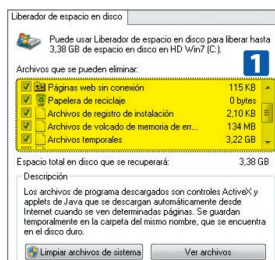 Liberador de espacio en disco
Puede usar Liberador de espacio en disco para liberar hasta
3,38 GB de espacio en disco en HD Win7 (C:).
Archivos que se pueden eliminar:
1
Páginas web sin conexión 115 KB
Papelera de reciclaje 0 bytes
Archivos de registro de instalación 2,10 KB
Archivos de volcado de memoria de err... 134 MB
Archivos temporales 3,22 GB
Espacio total en disco que se recuperará: 3,38 GB
Descripción
Los archivos de programa descargados son controles ActiveX y
applets de Java que se descargan automáticamente desde
Internet cuando se ven determinadas páginas. Se guardan
temporalmente en la carpeta del mismo nombre, que se encuentra
en el disco duro.
Limpiar archivos de sistema Ver archivos